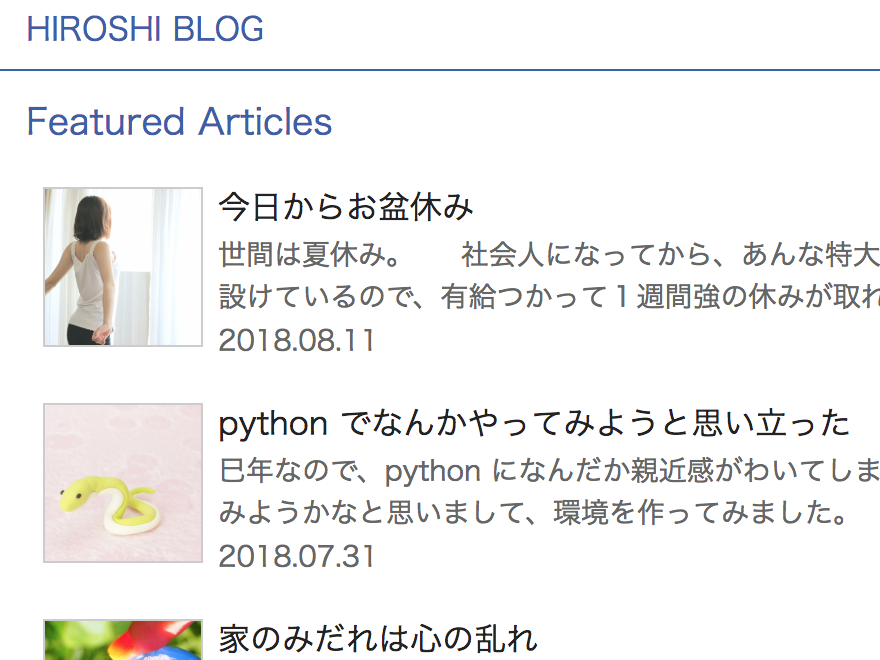 HIROSHI BLOG
Featured Articles
今日からお盆休み
世間は夏休み。　　社会人になってから、あんな特大
設けているので、有給つかって１週間強の休みが取れ
2018.08.11
python でなんかやってみようと思い立った
巳年なので、python になんだか親近感がわいてしま
みようかなと思いまして、環境を作ってみました。
2018.07.31
家のみだれは心の乱れ